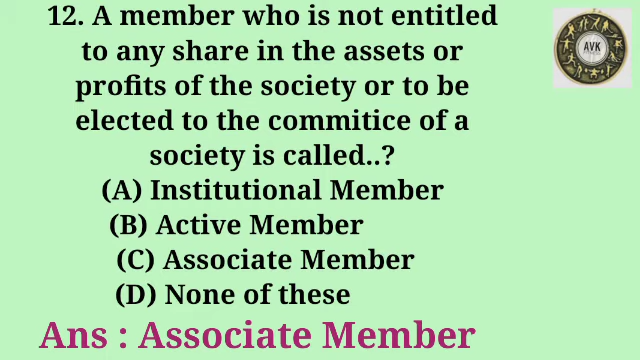 12. A member who is not entitled
to any share in the assets or
profits of the society or to be
elected to the commitice of a
society is called..?
(A) Institutional Member
(B) Active Member
(C) Associate Member
(D) None of these
Ans : Associate Member
AVK